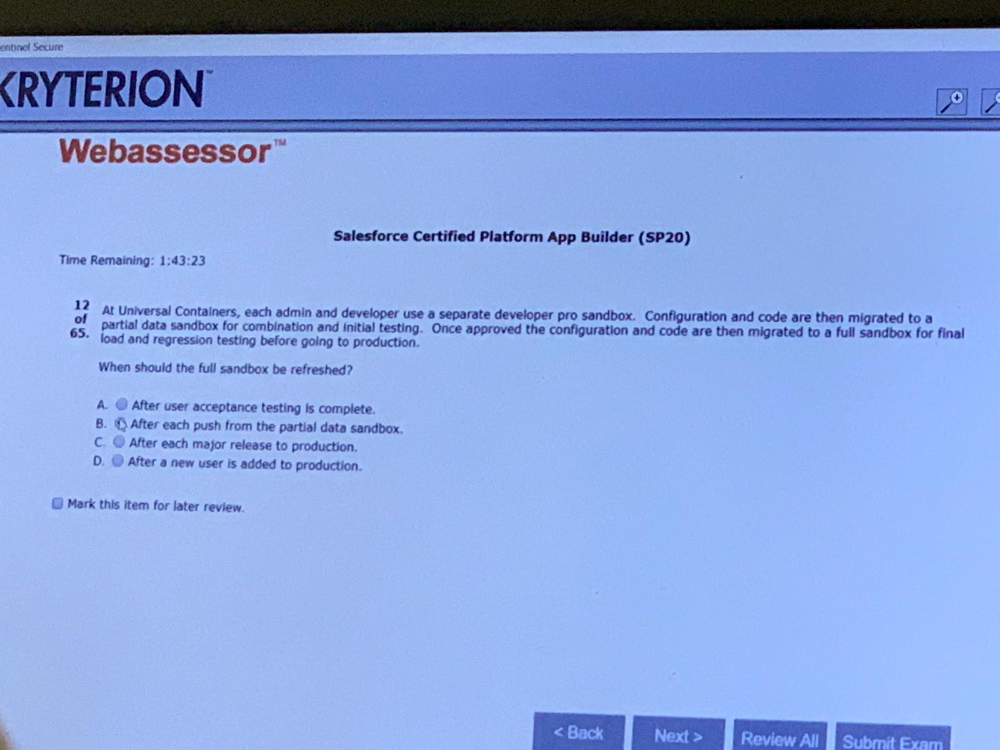 entinel Secure
KRYTERION™
Webassessor™
Salesforce Certified Platform App Builder (SP20)
Time Remaining: 1:43:23
12 of 65.
At Universal Containers, each admin and developer use a separate developer pro sandbox. Configuration and code are then migrated to a
partial data sandbox for combination and initial testing. Once approved the configuration and code are then migrated to a full sandbox for final
load and regression testing before going to production.
When should the full sandbox be refreshed?
A. After user acceptance testing is complete.
B. After each push from the partial data sandbox.
C. After each major release to production.
D. After a new user is added to production.
Mark this item for later review.
< Back Next > Review All Submit Exam